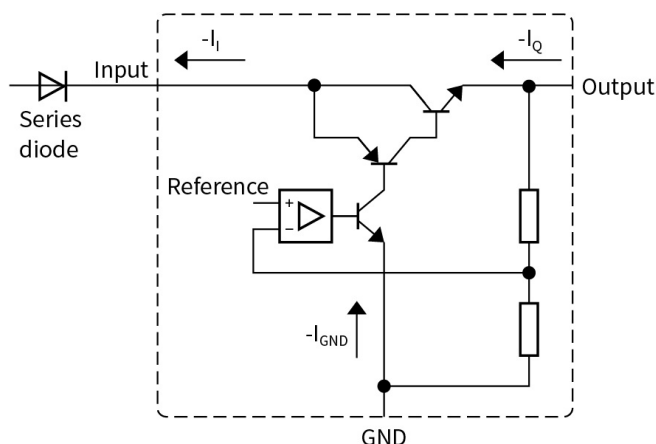 -I_I
-I_Q
Input
Output
Series
diode
Reference
+
−
-I_GND
GND